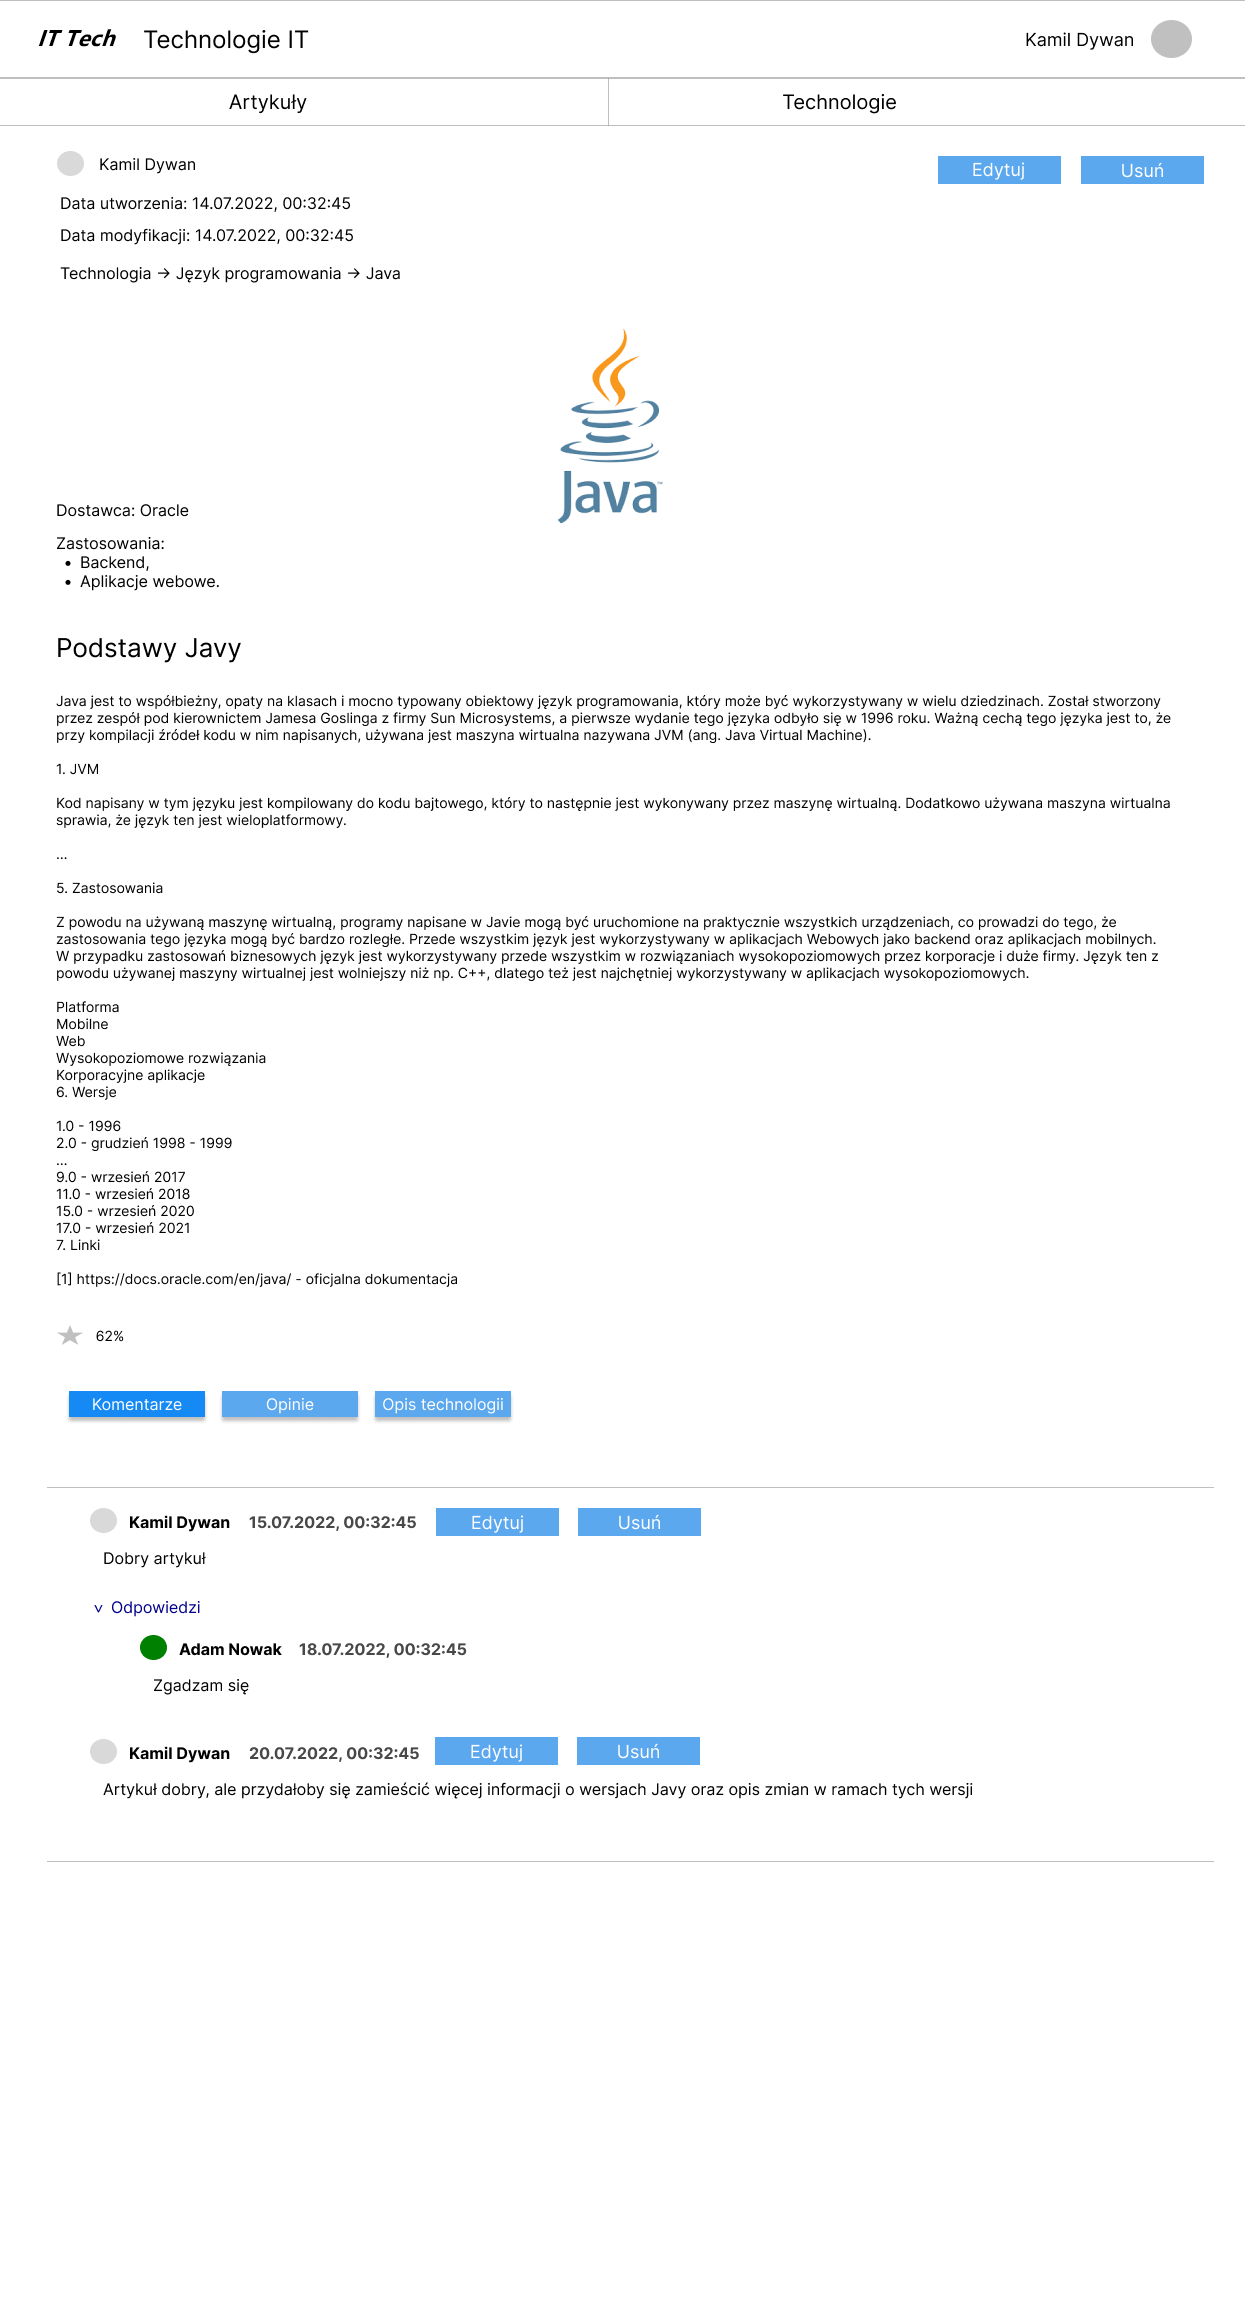 IT Tech
Technologie IT
Kamil Dywan
Artykuły
Technologie
Kamil Dywan
Edytuj
Usuń
Data utworzenia: 14.07.2022, 00:32:45
Data modyfikacji: 14.07.2022, 00:32:45
Technologia → Język programowania → Java
Java™
Dostawca: Oracle
Zastosowania:
• Backend,
• Aplikacje webowe.
Podstawy Javy
Java jest to współbieżny, opaty na klasach i mocno typowany obiektowy język programowania, który może być wykorzystywany w wielu dziedzinach. Został stworzony
przez zespół pod kierownictem Jamesa Goslinga z firmy Sun Microsystems, a pierwsze wydanie tego języka odbyło się w 1996 roku. Ważną cechą tego języka jest to, że
przy kompilacji źródeł kodu w nim napisanych, używana jest maszyna wirtualna nazywana JVM (ang. Java Virtual Machine).
1. JVM
Kod napisany w tym języku jest kompilowany do kodu bajtowego, który to następnie jest wykonywany przez maszynę wirtualną. Dodatkowo używana maszyna wirtualna
sprawia, że język ten jest wieloplatformowy.
...
5. Zastosowania
Z powodu na używaną maszynę wirtualną, programy napisane w Javie mogą być uruchomione na praktycznie wszystkich urządzeniach, co prowadzi do tego, że
zastosowania tego języka mogą być bardzo rozległe. Przede wszystkim język jest wykorzystywany w aplikacjach Webowych jako backend oraz aplikacjach mobilnych.
W przypadku zastosowań biznesowych język jest wykorzystywany przede wszystkim w rozwiązaniach wysokopoziomowych przez korporacje i duże firmy. Język ten z
powodu używanej maszyny wirtualnej jest wolniejszy niż np. C++, dlatego też jest najchętniej wykorzystywany w aplikacjach wysokopoziomowych.
Platforma
Mobilne
Web
Wysokopoziomowe rozwiązania
Korporacyjne aplikacje
6. Wersje
1.0 - 1996
2.0 - grudzień 1998 - 1999
...
9.0 - wrzesień 2017
11.0 - wrzesień 2018
15.0 - wrzesień 2020
17.0 - wrzesień 2021
7. Linki
[1] https://docs.oracle.com/en/java/ - oficjalna dokumentacja
62%
Komentarze
Opinie
Opis technologii
Kamil Dywan 15.07.2022, 00:32:45
Edytuj
Usuń
Dobry artykuł
v Odpowiedzi
Adam Nowak 18.07.2022, 00:32:45
Zgadzam się
Kamil Dywan 20.07.2022, 00:32:45
Edytuj
Usuń
Artykuł dobry, ale przydałoby się zamieścić więcej informacji o wersjach Javy oraz opis zmian w ramach tych wersji